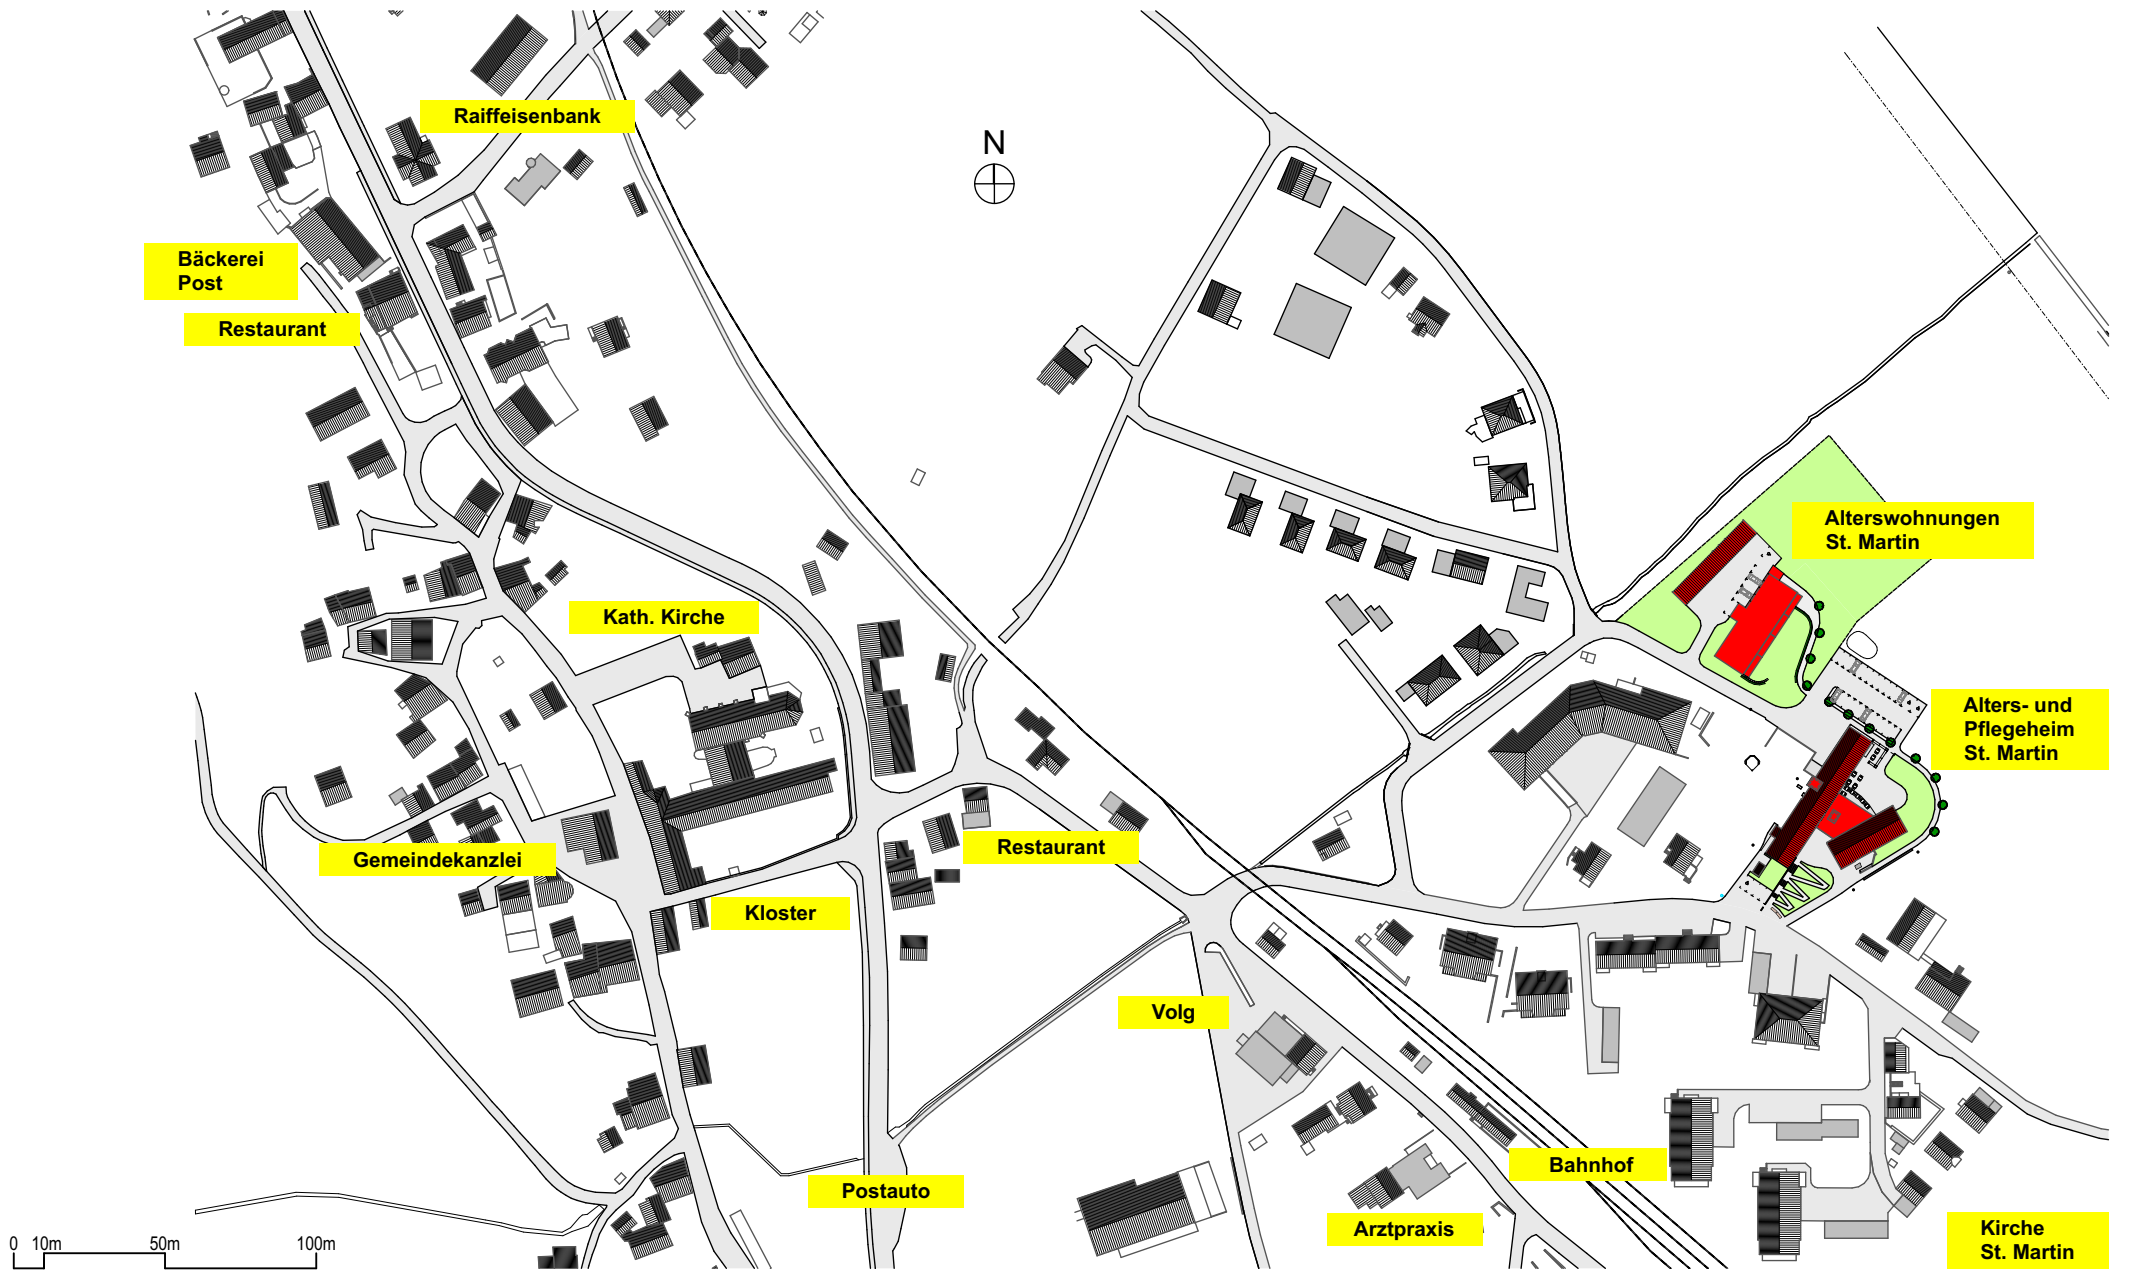 Raiffeisenbank
N
Bäckerei
Post
Restaurant
Alterswohnungen
St. Martin
Kath. Kirche
Alters- und
Pflegeheim
St. Martin
Gemeindekanzlei
Restaurant
Kloster
Volg
Bahnhof
Postauto
Arztpraxis
Kirche
St. Martin
0 10m 50m 100m